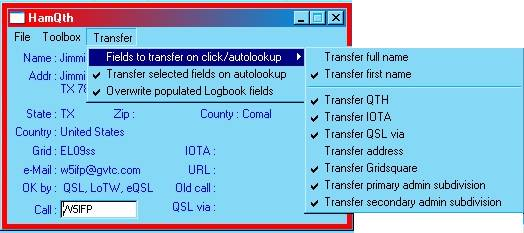 HamQth
File Toolbox Transfer
Name : Jimmi
Addr : Jimmi
TX 78
State : TX Zip : County : Comal
Country : United States
Grid : EL09ss IOTA :
e-Mail : w5ifp@gvtc.com URL :
OK by : QSL, LoTW, eQSL Old call :
Call : W5IFP QSL via :
Fields to transfer on click/autolookup
Transfer selected fields on autolookup
Overwrite populated Logbook fields
Transfer full name
Transfer first name
Transfer QTH
Transfer IOTA
Transfer QSL via
Transfer address
Transfer Gridsquare
Transfer primary admin subdivision
Transfer secondary admin subdivision